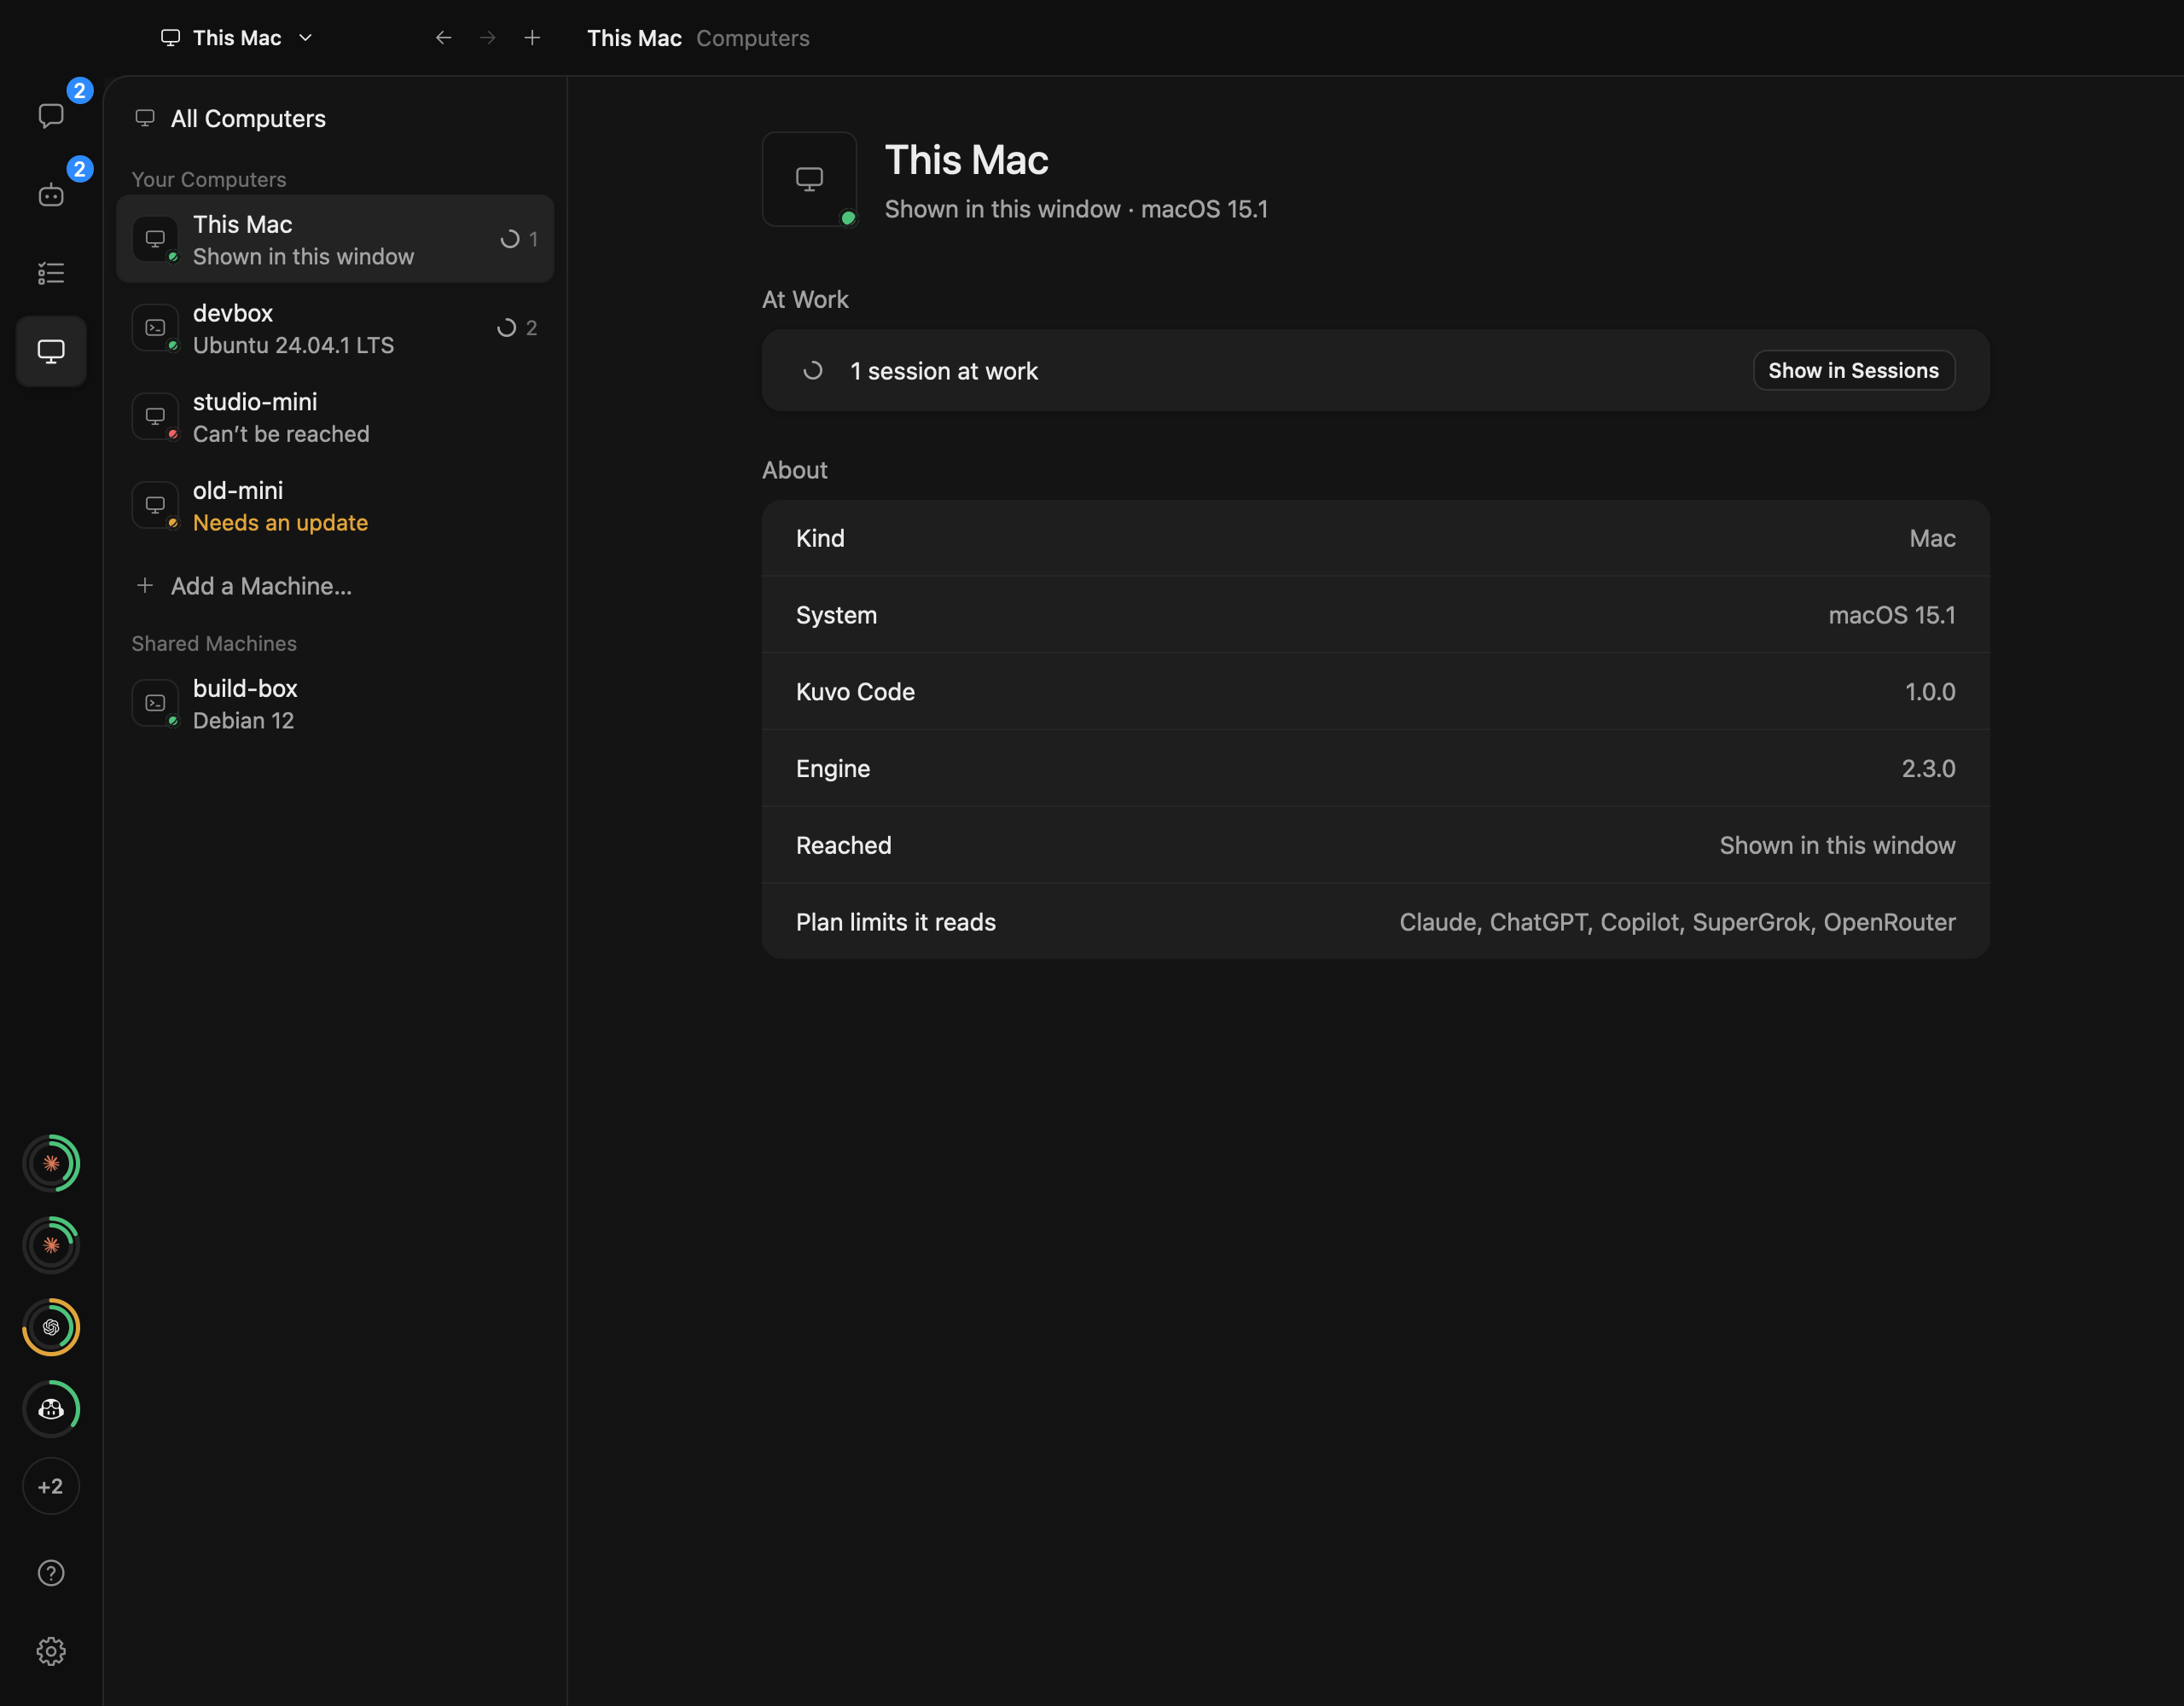 This Mac
This Mac Computers
2
2
All Computers
Your Computers
This Mac
Shown in this window
1
devbox
Ubuntu 24.04.1 LTS
2
studio-mini
Can’t be reached
old-mini
Needs an update
Add a Machine...
Shared Machines
build-box
Debian 12
+2
This Mac
Shown in this window · macOS 15.1
At Work
1 session at work
Show in Sessions
About
Kind Mac
System macOS 15.1
Kuvo Code 1.0.0
Engine 2.3.0
Reached Shown in this window
Plan limits it reads Claude, ChatGPT, Copilot, SuperGrok, OpenRouter